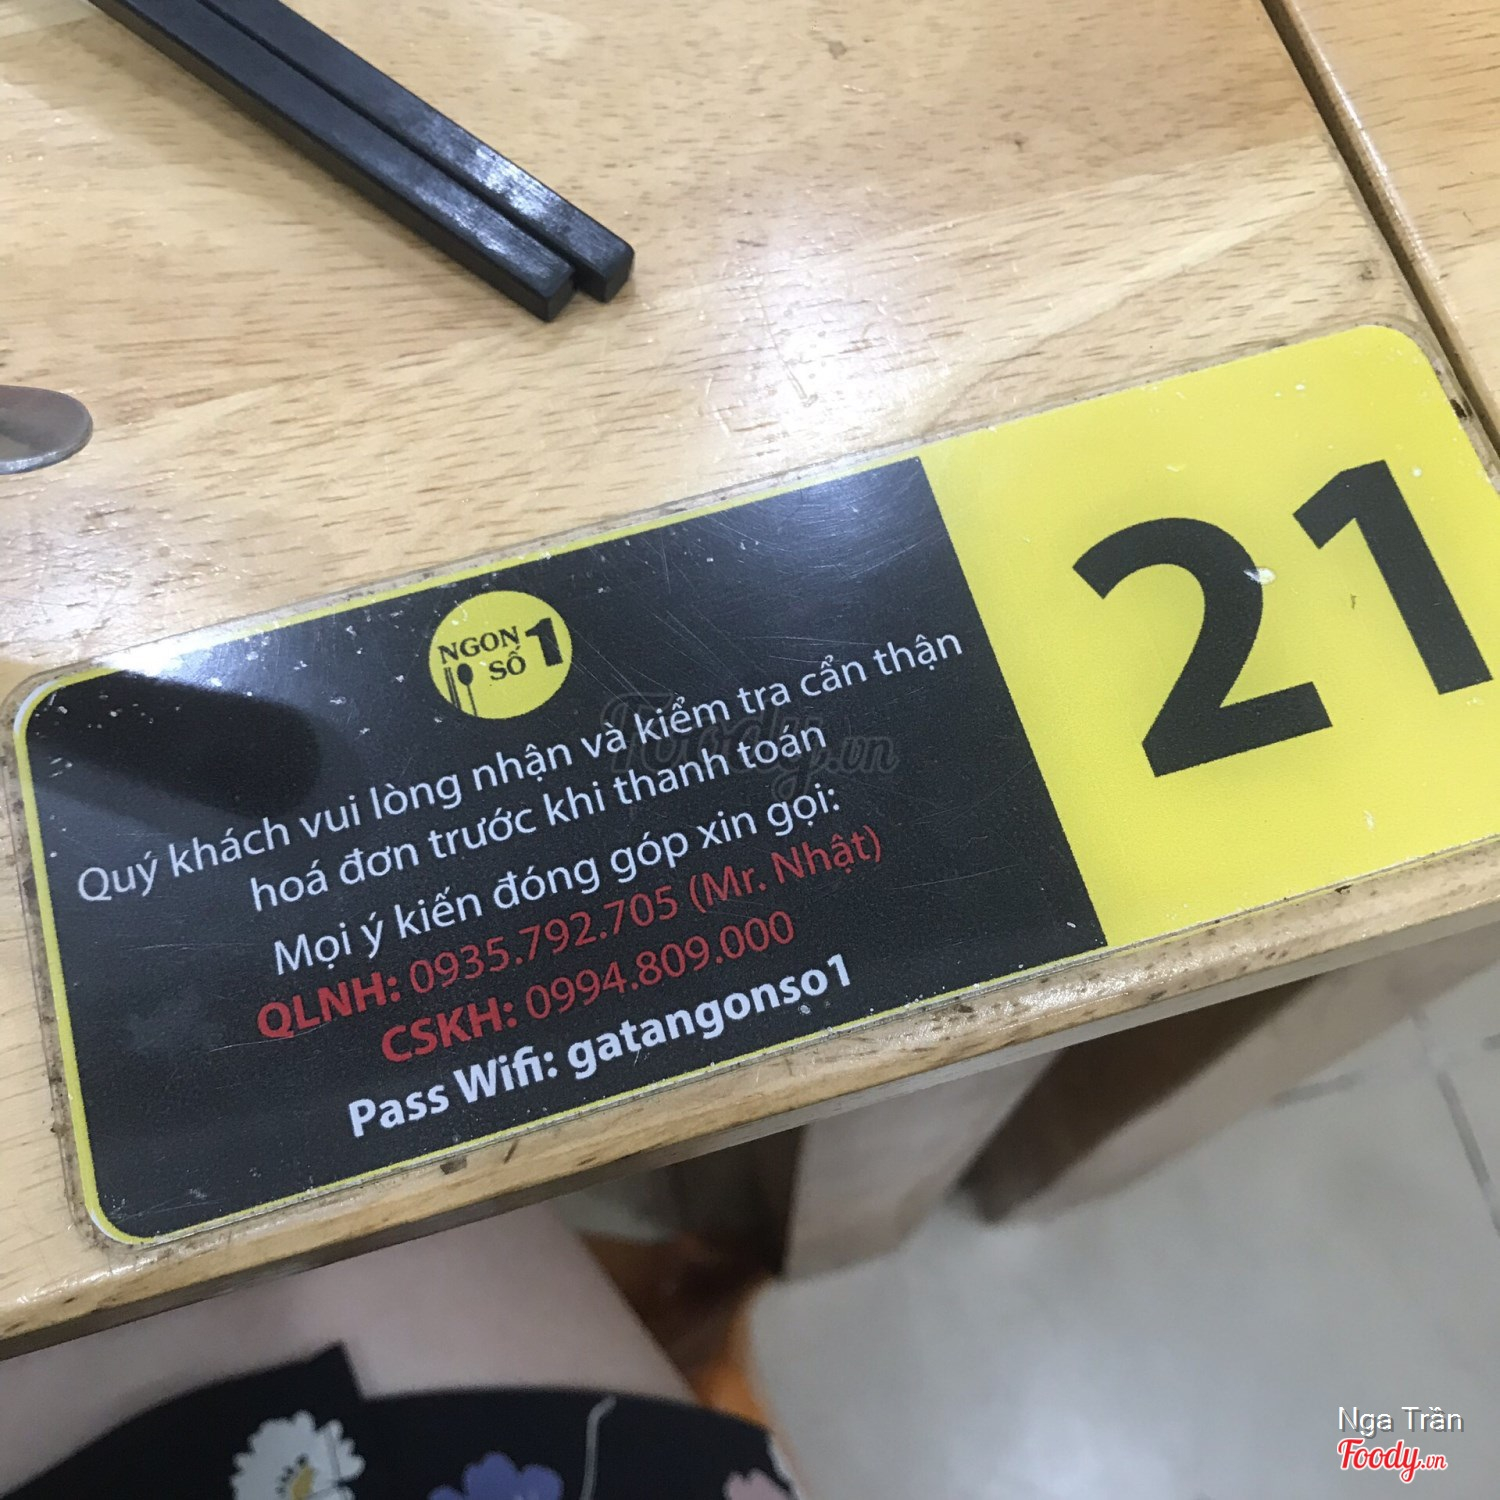 NGON
SỐ 1
21
Quý khách vui lòng nhận và kiểm tra cẩn thận
hoá đơn trước khi thanh toán
Mọi ý kiến đóng góp xin gọi:
QLNH: 0935.792.705 (Mr. Nhật)
CSKH: 0994.809.000
Pass Wifi: gatangonso1
Foody.vn
Nga Trần
Foody.vn